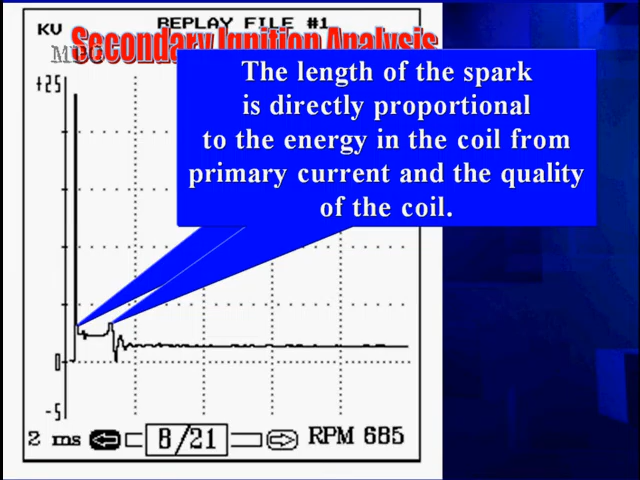 REPLAY FILE #1
KV
Secondary Ignition Analysis
The length of the spark
is directly proportional
to the energy in the coil from
primary current and the quality
of the coil.
+25
0
-5
2 ms 8/21 RPM 685